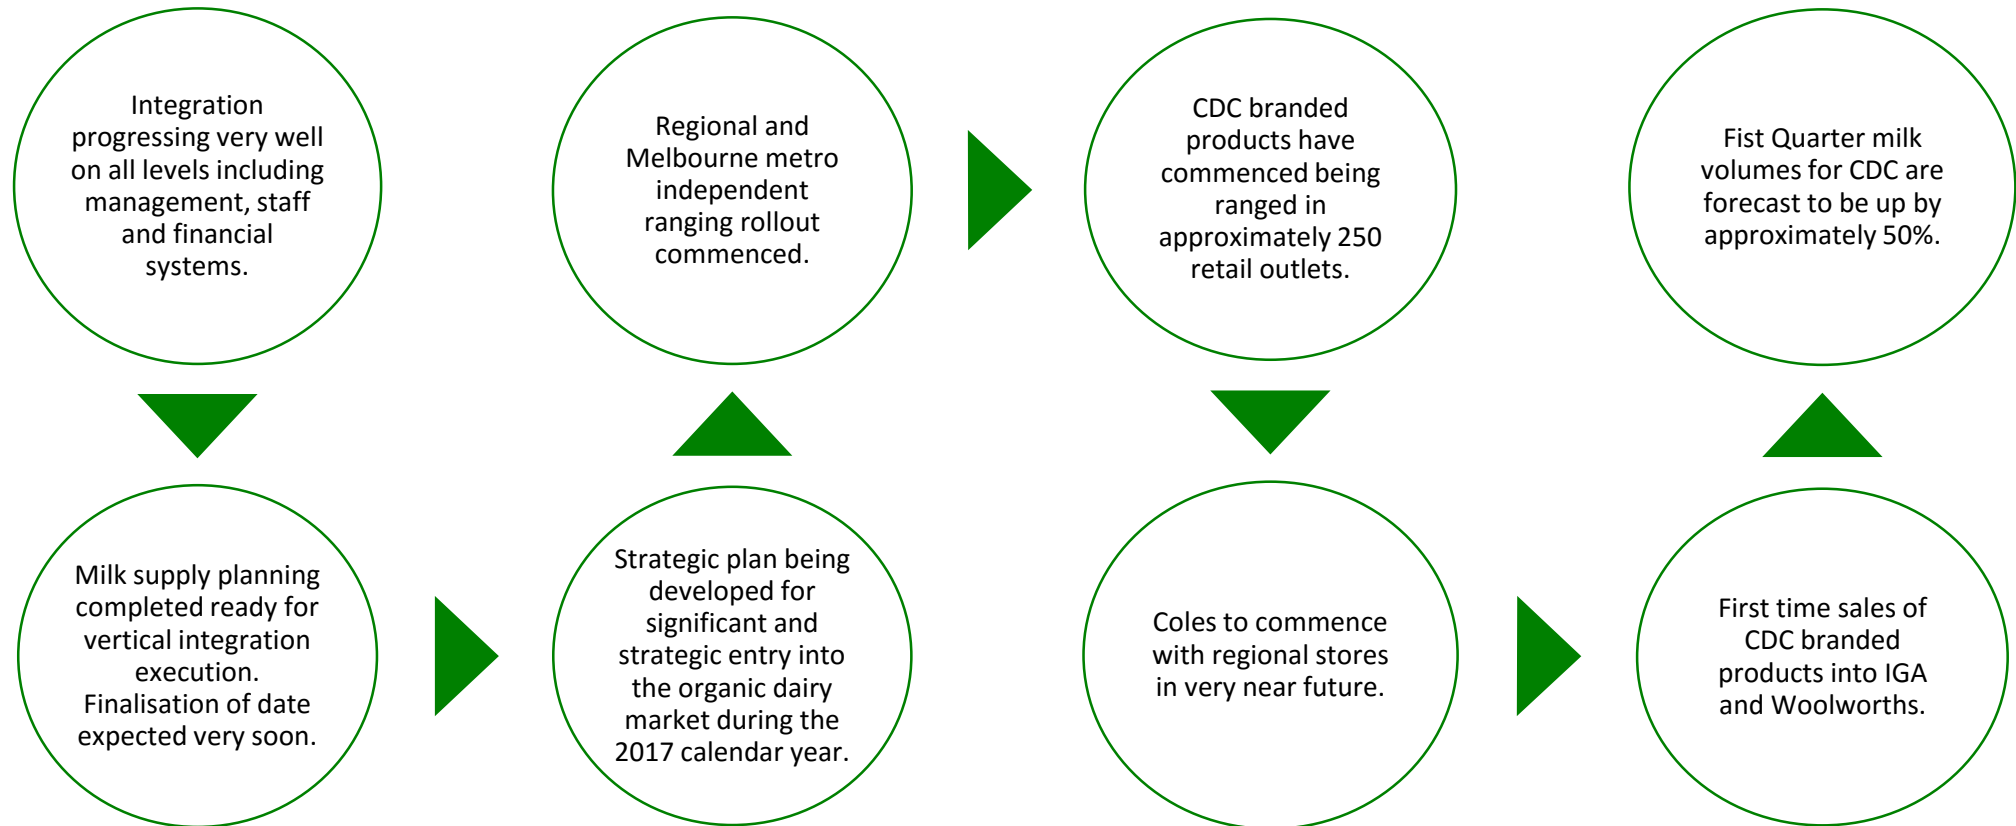 Integration
progressing very well
on all levels including
management, staff
and financial
systems.
Milk supply planning
completed ready for
vertical integration
execution.
Finalisation of date
expected very soon.
Strategic plan being
developed for
significant and
strategic entry into
the organic dairy
market during the
2017 calendar year.
Regional and
Melbourne metro
independent
ranging rollout
commenced.
CDC branded
products have
commenced being
ranged in
approximately 250
retail outlets.
Coles to commence
with regional stores
in very near future.
First time sales of
CDC branded
products into IGA
and Woolworths.
Fist Quarter milk
volumes for CDC are
forecast to be up by
approximately 50%.